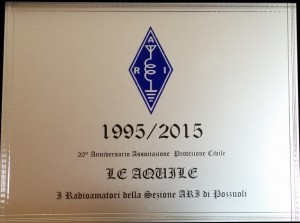 A
R I
1995/2015
20° Anniversario Associazione Protezione Civile
LE AQUILE
I Radioamatori della Sezione ARI di Pozzuoli